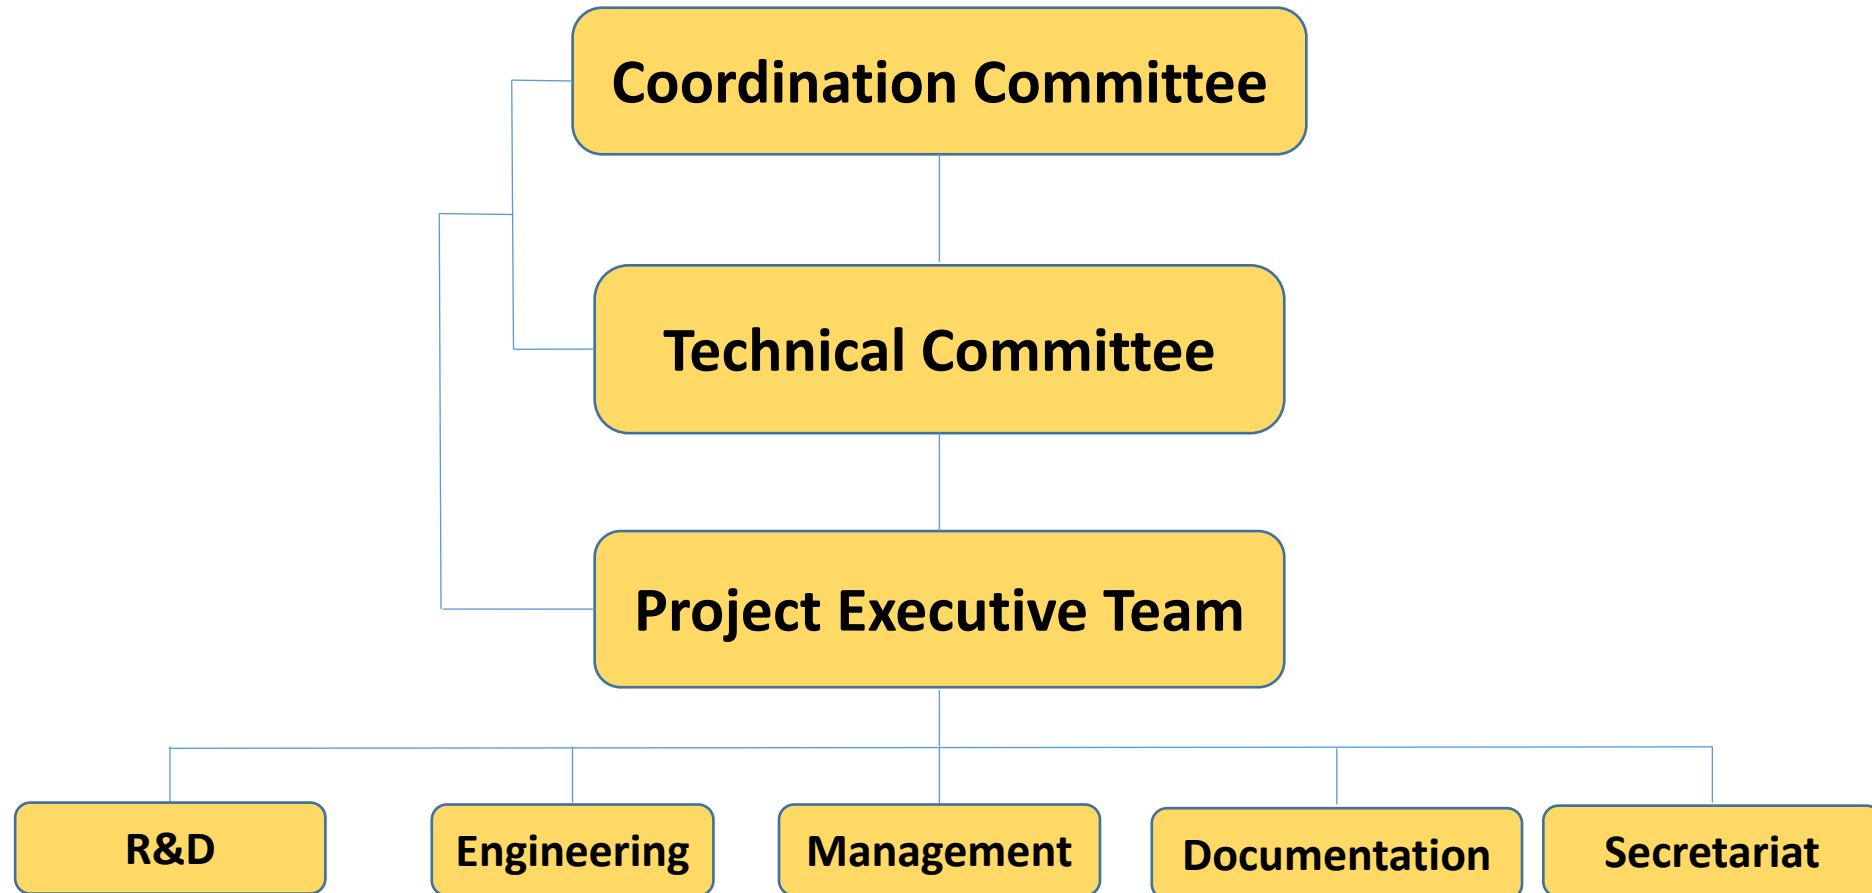 Coordination Committee
Technical Committee
Project Executive Team
R&D
Engineering
Management
Documentation
Secretariat